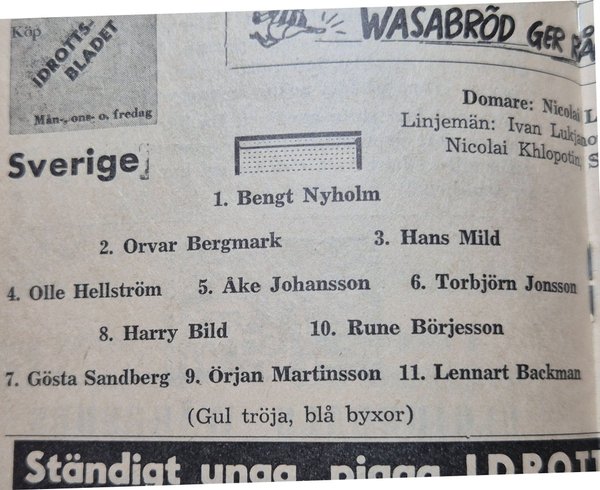 Köp
IDROTTS-
BLADET
Mån-, ons- o. fredag
WASABRÖD GER
Domare: Nicolai
Linjemän: Ivan
Nicolai Khlopotin,
Sverige
1. Bengt Nyholm
2. Orvar Bergmark 3. Hans Mild
4. Olle Hellström 5. Åke Johansson 6. Torbjörn Jonsson
8. Harry Bild 10. Rune Börjesson
7. Gösta Sandberg 9. Örjan Martinsson 11. Lennart Backman
(Gul tröja, blå byxor)
Ständigt unga, pigga